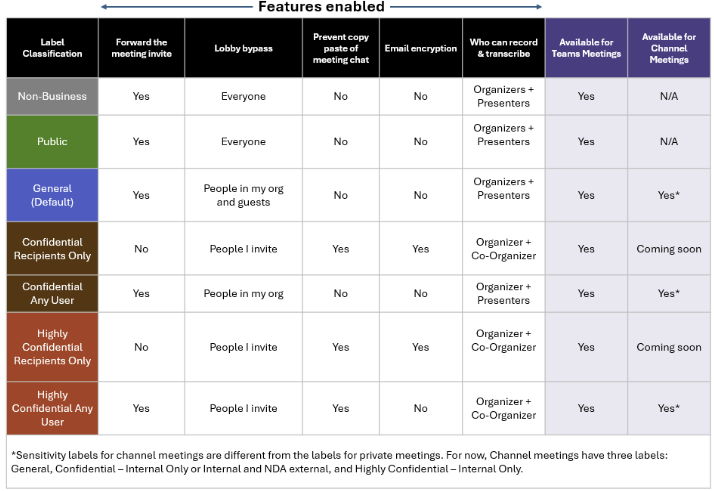 Features enabled
Label Classification | Forward the meeting invite | Lobby bypass | Prevent copy paste of meeting chat | Email encryption | Who can record & transcribe | Available for Teams Meetings | Available for Channel Meetings
Non-Business | Yes | Everyone | No | No | Organizers + Presenters | Yes | N/A
Public | Yes | Everyone | No | No | Organizers + Presenters | Yes | N/A
General (Default) | Yes | People in my org and guests | No | No | Organizers + Presenters | Yes | Yes*
Confidential Recipients Only | No | People I invite | Yes | Yes | Organizer + Co-Organizer | Yes | Coming soon
Confidential Any User | Yes | People in my org | No | No | Organizer + Presenters | Yes | Yes*
Highly Confidential Recipients Only | No | People I invite | Yes | Yes | Organizer + Co-Organizer | Yes | Coming soon
Highly Confidential Any User | Yes | People I invite | Yes | No | Organizer + Co-Organizer | Yes | Yes*
*Sensitivity labels for channel meetings are different from the labels for private meetings. For now, Channel meetings have three labels:
General, Confidential – Internal Only or Internal and NDA external, and Highly Confidential – Internal Only.